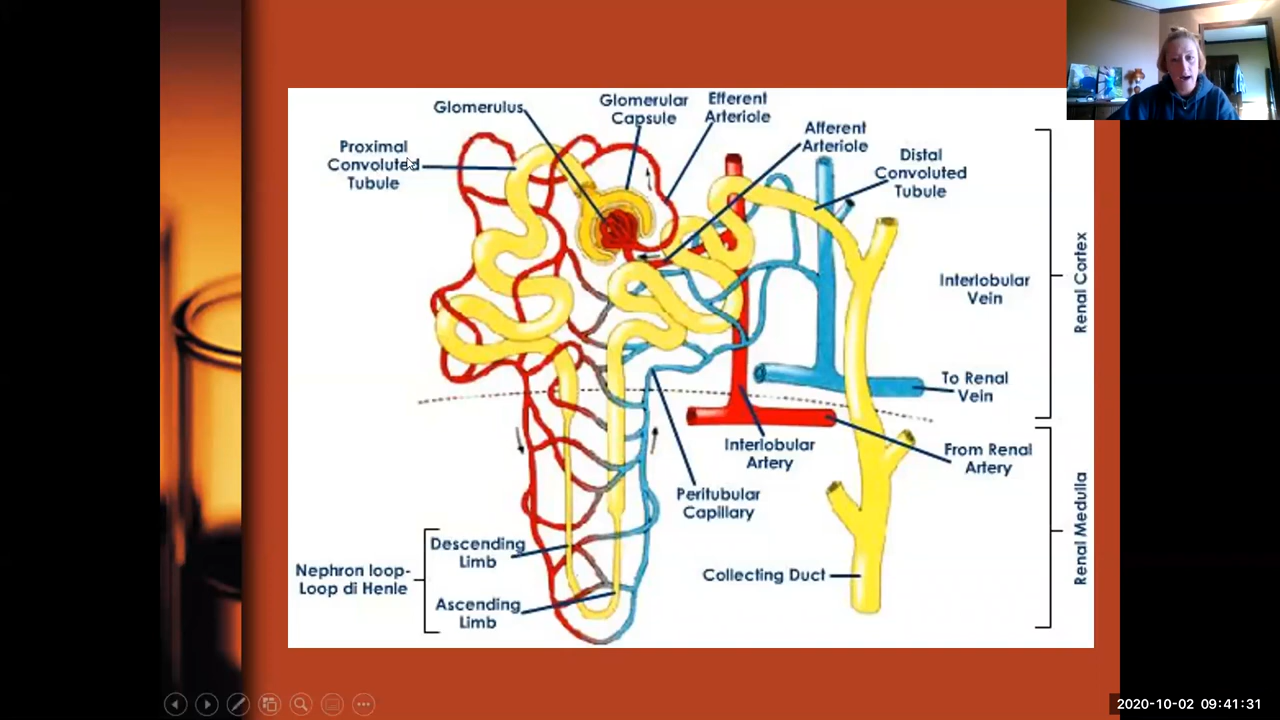 Glomerulus
Glomerular
Capsule
Efferent
Arteriole
Afferent
Arteriole
Distal
Convoluted
Tubule
Proximal
Convoluted
Tubule
Interlobular
Vein
Renal Cortex
To Renal
Vein
From Renal
Artery
Interlobular
Artery
Peritubular
Capillary
Renal Medulla
Descending
Limb
Nephron loop-
Loop di Henle
Ascending
Limb
Collecting Duct
2020-10-02 09:41:31